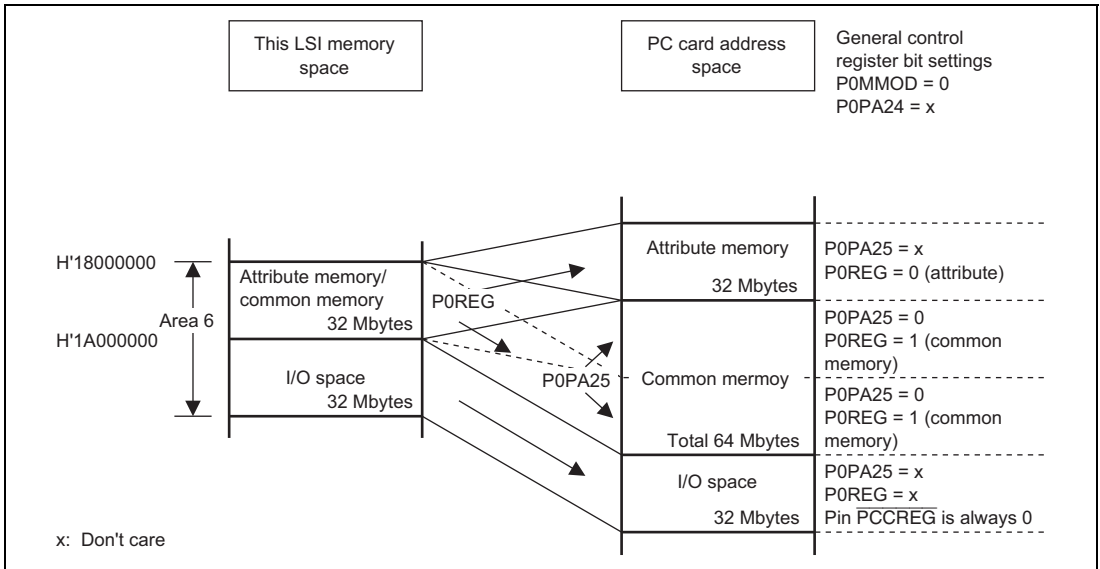 This LSI memory
space
PC card address
space
General control
register bit settings
P0MMOD = 0
P0PA24 = x
H'18000000
Area 6
H'1A000000
Attribute memory/
common memory
32 Mbytes
I/O space
32 Mbytes
P0REG
P0PA25
Attribute memory
32 Mbytes
Common mermoy
Total 64 Mbytes
I/O space
32 Mbytes
P0PA25 = x
P0REG = 0 (attribute)
P0PA25 = 0
P0REG = 1 (common
memory)
P0PA25 = 0
P0REG = 1 (common
memory)
P0PA25 = x
P0REG = x
Pin PCCREG is always 0
x: Don't care